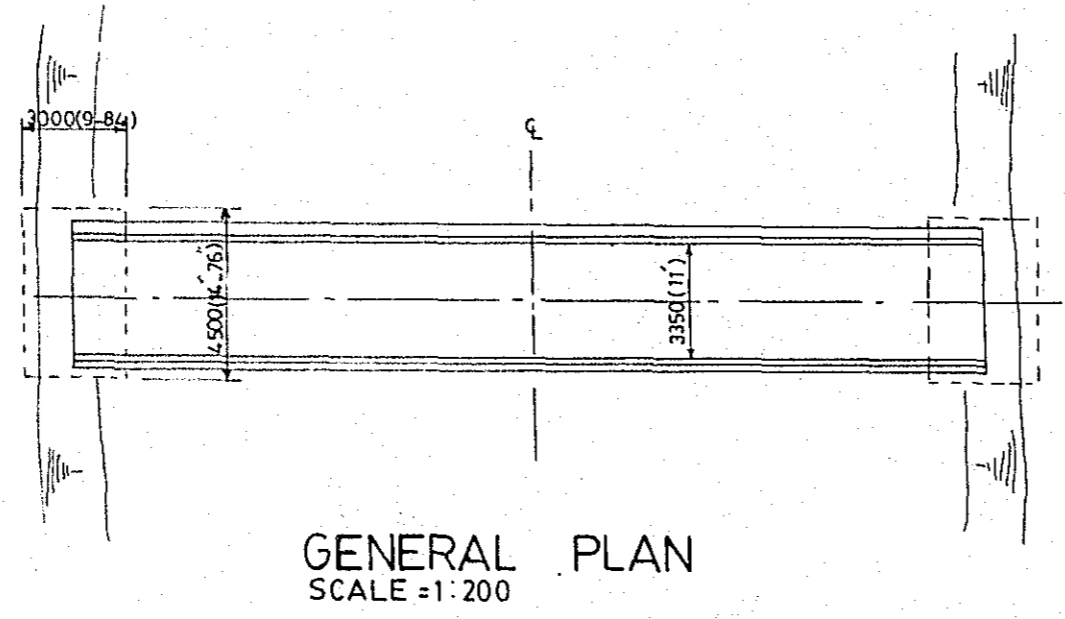 3000(9-84)
℄
4500(14'-76")
3350(11')
GENERAL PLAN
SCALE =1:200